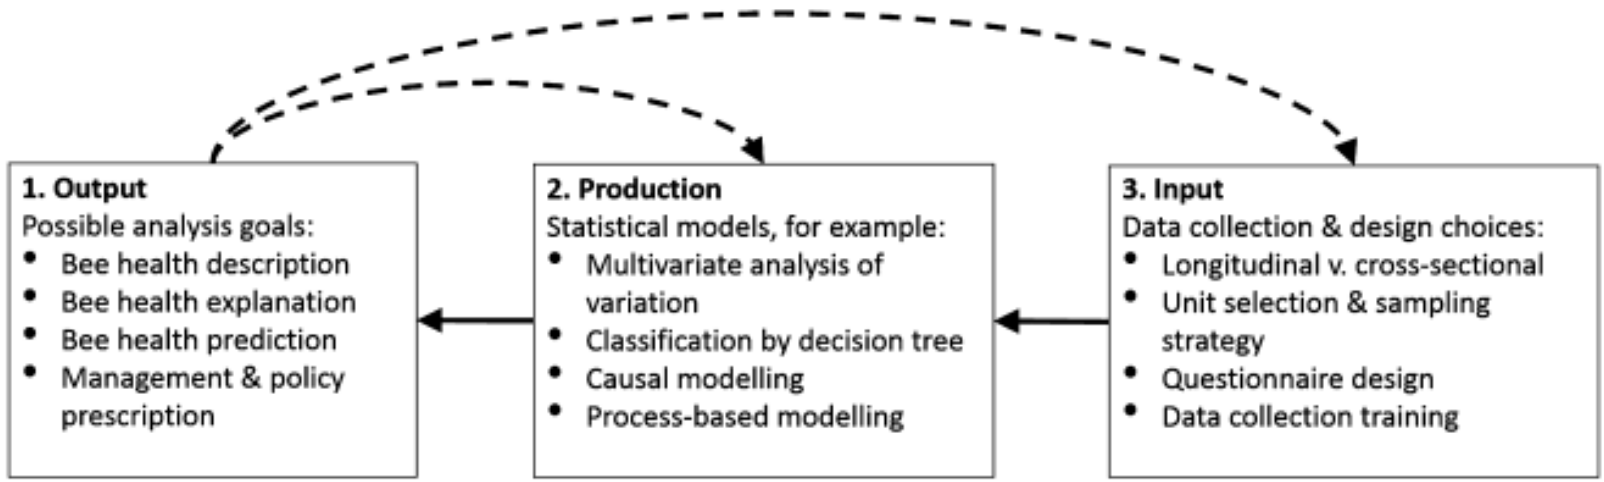 1. Output
Possible analysis goals:
• Bee health description
• Bee health explanation
• Bee health prediction
• Management & policy
prescription
2. Production
Statistical models, for example:
• Multivariate analysis of
variation
• Classification by decision tree
• Causal modelling
• Process-based modelling
3. Input
Data collection & design choices:
• Longitudinal v. cross-sectional
• Unit selection & sampling
strategy
• Questionnaire design
• Data collection training